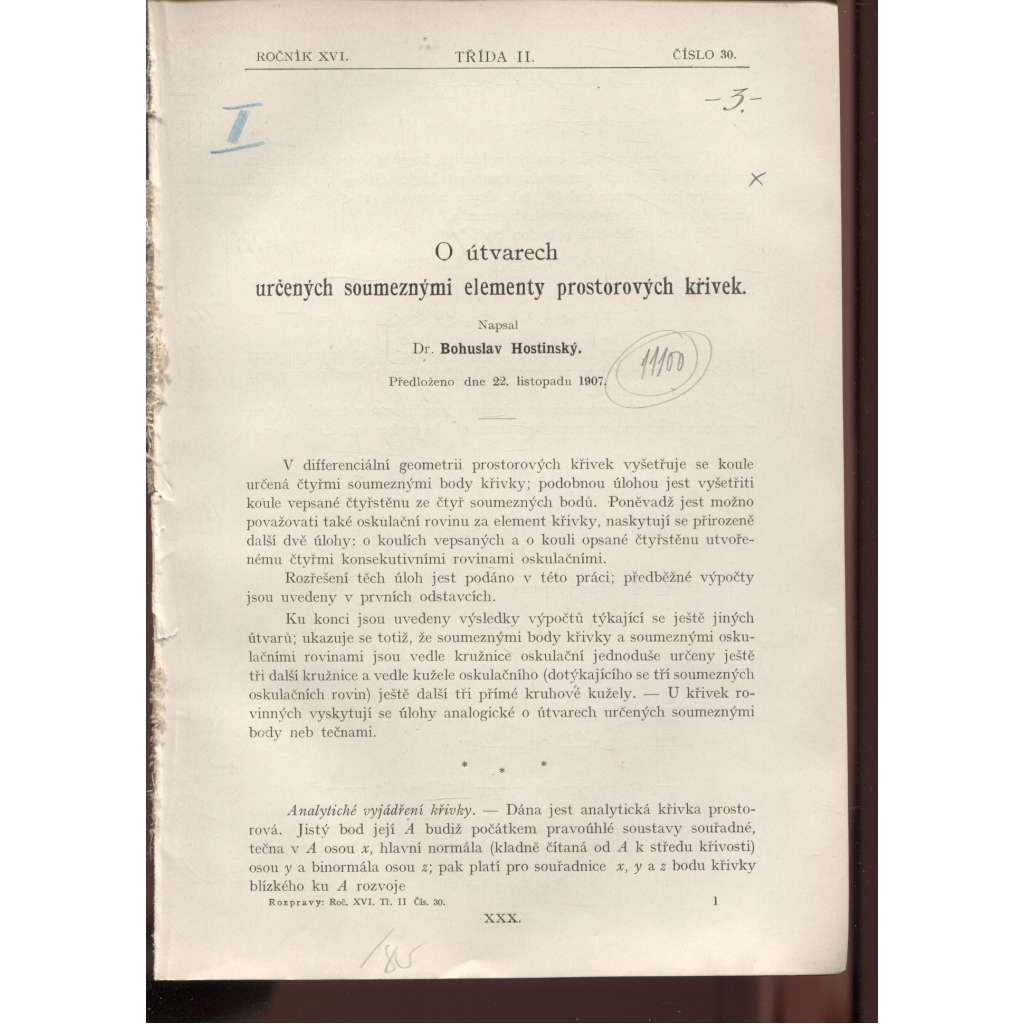 ROČNÍK XVI. TŘÍDA II. ČÍSLO 30.
I
-3.-
x
O útvarech
určených soumeznými elementy prostorových křivek.
Napsal
Dr. Bohuslav Hostinský.
11100
Předloženo dne 22. listopadu 1907.
V differenciální geometrii prostorových křivek vyšetřuje se koule
určená čtyřmi soumeznými body křivky; podobnou úlohou jest vyšetřiti
koule vepsané čtyřstěnu ze čtyř soumezných bodů. Poněvadž jest možno
považovati také oskulační rovinu za element křivky, naskytují se přirozeně
další dvě úlohy: o koulích vepsaných a o kouli opsané čtyřstěnu utvoře-
nému čtyřmi konsekutivními rovinami oskulačními.
Rozřešení těch úloh jest podáno v této práci; předběžné výpočty
jsou uvedeny v prvních odstavcích.
Ku konci jsou uvedeny výsledky výpočtů týkající se ještě jiných
útvarů; ukazuje se totiž, že soumeznými body křivky a soumeznými osku-
lačními rovinami jsou vedle kružnice oskulační jednoduše určeny ještě
tři další kružnice a vedle kužele oskulačního (dotýkajícího se tří soumezných
oskulačních rovin) ještě další tři přímé kruhové kužely. — U křivek ro-
vinných vyskytují se úlohy analogické o útvarech určených soumeznými
body neb tečnami.
* * *
Analytické vyjádření křivky. — Dána jest analytická křivka prosto-
rová. Jistý bod její A budiž počátkem pravoúhlé soustavy souřadné,
tečna v A osou x, hlavní normála (kladně čítaná od A k středu křivosti)
osou y a binormála osou z; pak platí pro souřadnice x, y a z bodu křivky
blízkého ku A rozvoje
Rozpravy: Roč. XVI. Tř. II Čís. 30. 1
XXX.